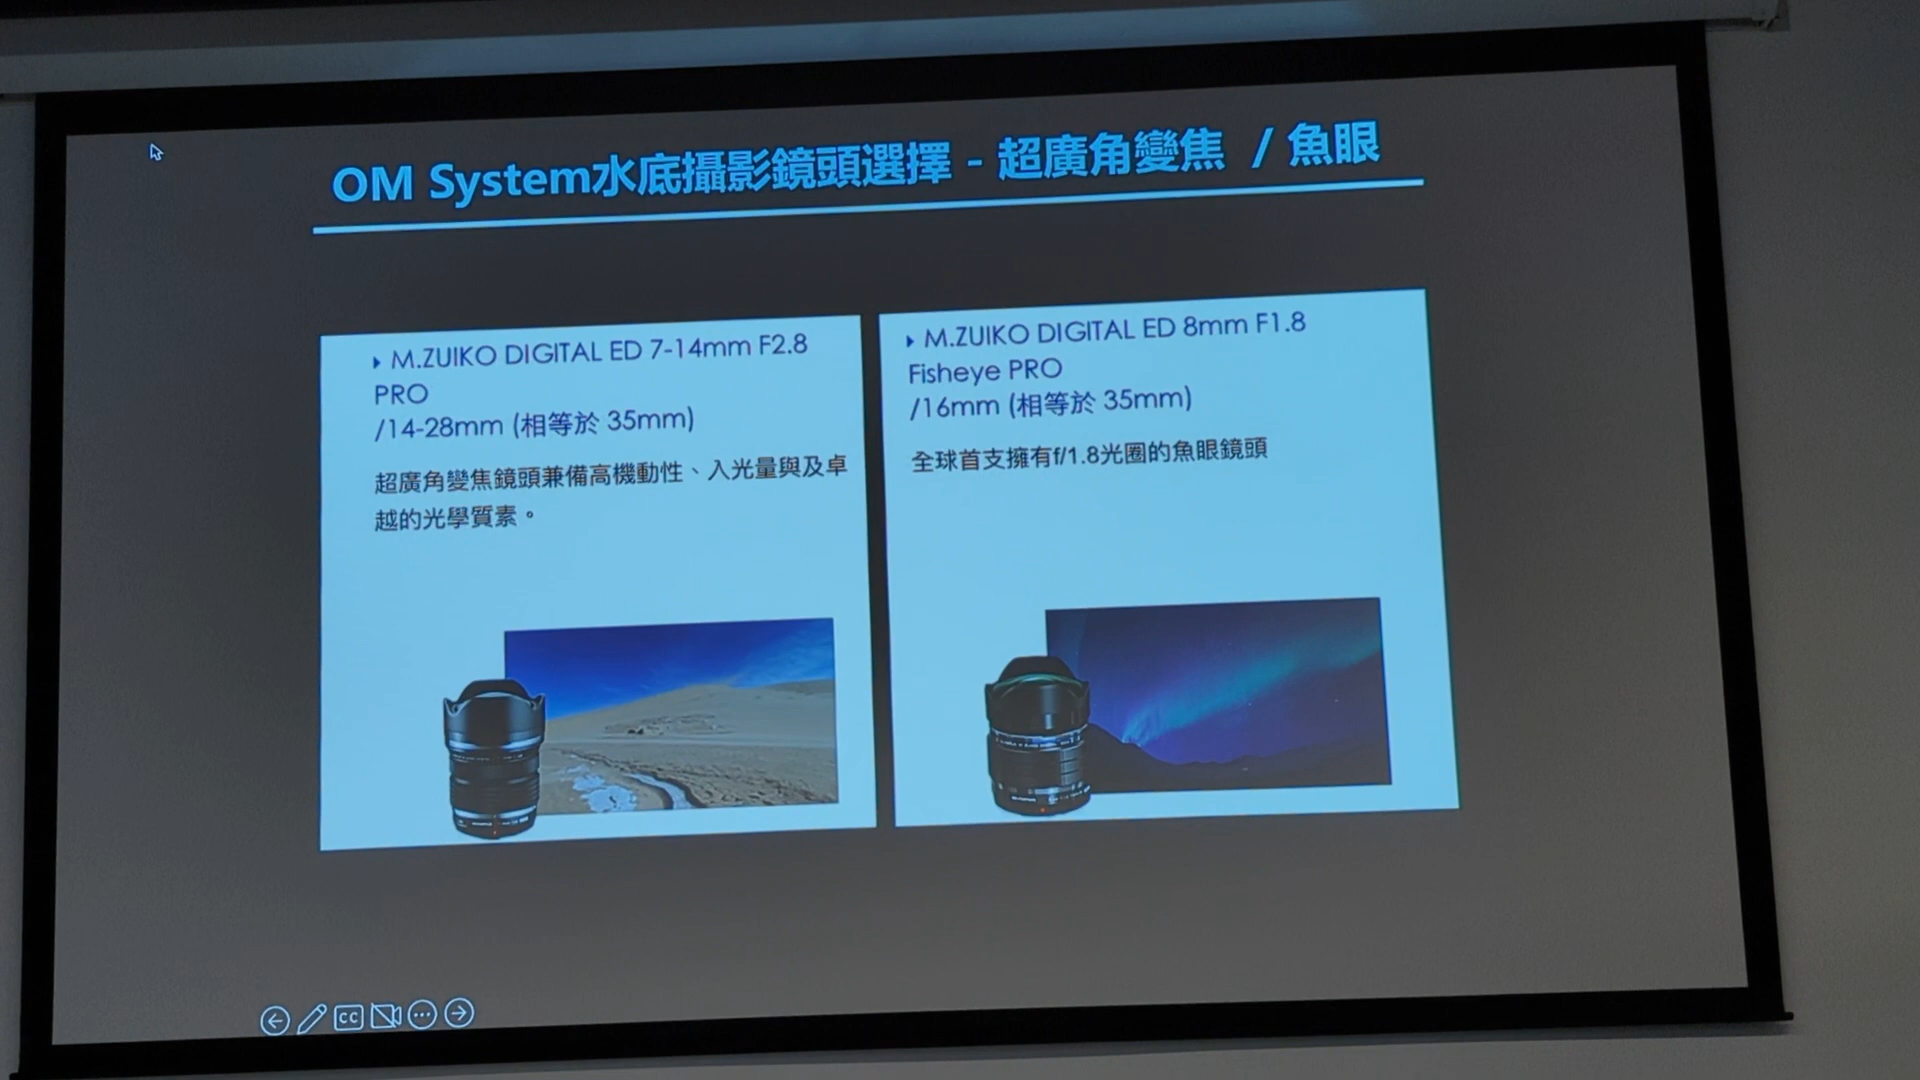 OM System水底攝影鏡頭選擇 - 超廣角變焦 / 魚眼
M.ZUIKO DIGITAL ED 7-14mm F2.8
PRO
/14-28mm (相等於 35mm)
超廣角變焦鏡頭兼備高機動性、入光量與及卓
越的光學質素。
M.ZUIKO DIGITAL ED 8mm F1.8
Fisheye PRO
/16mm (相等於 35mm)
全球首支擁有f/1.8光圈的魚眼鏡頭
CC